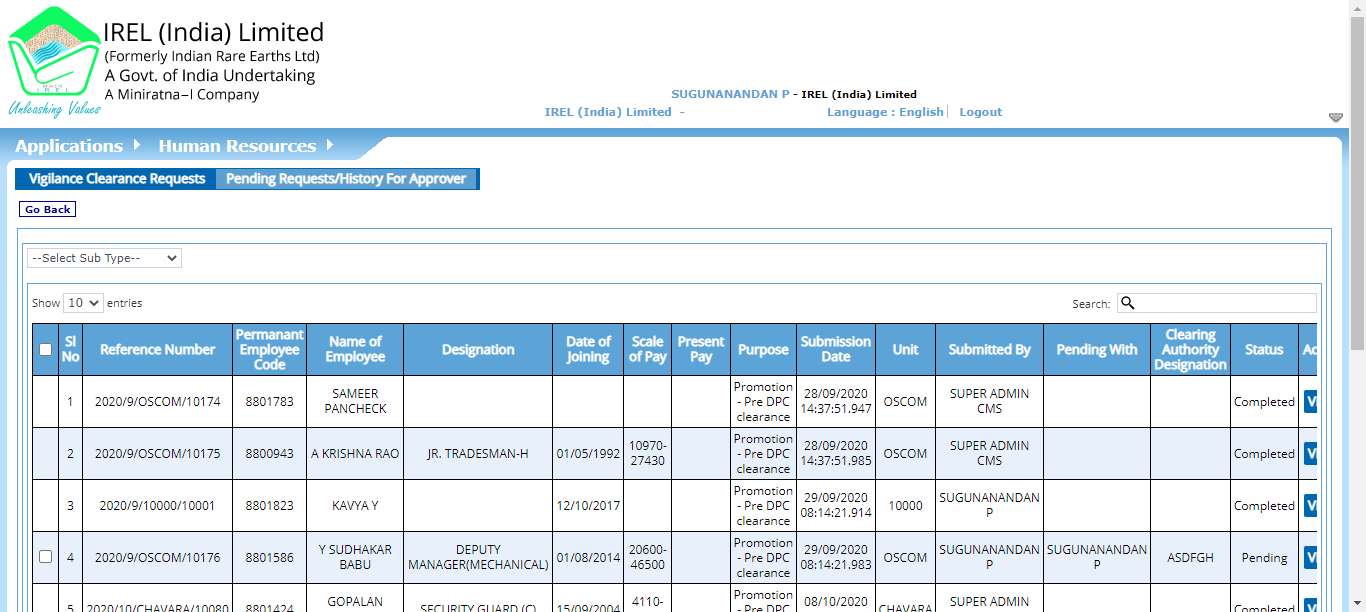 IREL (India) Limited
(Formerly Indian Rare Earths Ltd)
A Govt. of India Undertaking
A Miniratna-I Company
IREL
Unleashing Values
SUGUNANANDAN P - IREL (India) Limited
IREL (India) Limited -
Language : English Logout
Applications Human Resources
Vigilance Clearance Requests Pending Requests/History For Approver
Go Back
--Select Sub Type--
Show 10 entries Search:
Sl No Reference Number Permanant Employee Code Name of Employee Designation Date of Joining Scale of Pay Present Pay Purpose Submission Date Unit Submitted By Pending With Clearing Authority Designation Status Ac
1 2020/9/OSCOM/10174 8801783 SAMEER PANCHECK Promotion - Pre DPC clearance 28/09/2020 14:37:51.947 OSCOM SUPER ADMIN CMS Completed V
2 2020/9/OSCOM/10175 8800943 A KRISHNA RAO JR. TRADESMAN-H 01/05/1992 10970-27430 Promotion - Pre DPC clearance 28/09/2020 14:37:51.985 OSCOM SUPER ADMIN CMS Completed V
3 2020/9/10000/10001 8801823 KAVYA Y 12/10/2017 Promotion - Pre DPC clearance 29/09/2020 08:14:21.914 10000 SUGUNANANDAN P Completed V
4 2020/9/OSCOM/10176 8801586 Y SUDHAKAR BABU DEPUTY MANAGER(MECHANICAL) 01/08/2014 20600-46500 Promotion - Pre DPC clearance 29/09/2020 08:14:21.983 OSCOM SUGUNANANDAN P SUGUNANANDAN P ASDFGH Pending V
5 2020/10/CHAVARA/10080 8801424 GOPALAN SECURITY GUARD (C) 15/09/2004 4110- Promotion - Pre DPC 08/10/2020 CHAVARA SUPER ADMIN Completed V